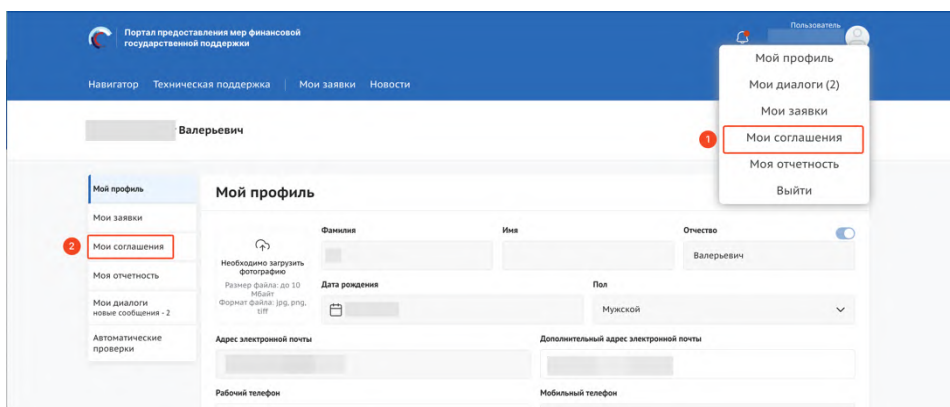 Портал предоставления мер финансовой
государственной поддержки
Пользователь
Навигатор Техническая поддержка Мои заявки Новости
Мой профиль
Мои диалоги (2)
Мои заявки
1 Мои соглашения
Моя отчетность
Выйти
Валерьевич
Мой профиль
Мои заявки
2 Мои соглашения
Моя отчетность
Мои диалоги
новые сообщения - 2
Автоматические
проверки
Мой профиль
Необходимо загрузить
фотографию
Размер файла: до 10
Мбайт
Формат файла: jpg, png,
tiff
Фамилия Имя Отчество
Валерьевич
Дата рождения Пол
Мужской
Адрес электронной почты Дополнительный адрес электронной почты
Рабочий телефон Мобильный телефон